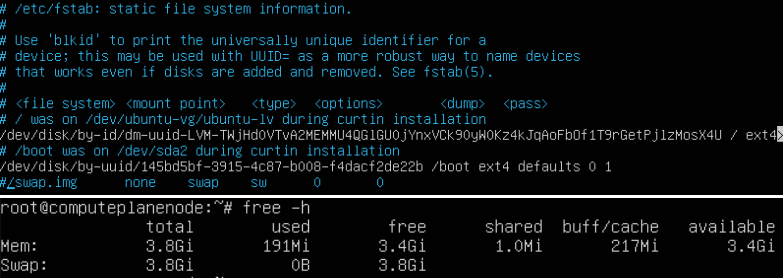 # /etc/fstab: static file system information.
#
# Use 'blkid' to print the universally unique identifier for a
# device; this may be used with UUID= as a more robust way to name devices
# that works even if disks are added and removed. See fstab(5).
#
# <file system> <mount point>   <type>  <options>       <dump>  <pass>
# / was on /dev/ubuntu-vg/ubuntu-lv during curtin installation
/dev/disk/by-id/dm-uuid-LVM-TWjHd0VTvA2MEMMU4QGlGU0jYnxVCk90yW0Kz4kJqAoFbOf1T9rGetPjlzMosX4U / ext4>
# /boot was on /dev/sda2 during curtin installation
/dev/disk/by-uuid/145bd5bf-3915-4c87-b008-f4dacf2de22b /boot ext4 defaults 0 1
#/swap.img      none    swap    sw      0       0
root@computeplanenode:~# free -h
              total        used        free      shared  buff/cache   available
Mem:          3.8Gi       191Mi       3.4Gi       1.0Mi       217Mi       3.4Gi
Swap:         3.8Gi          0B       3.8Gi